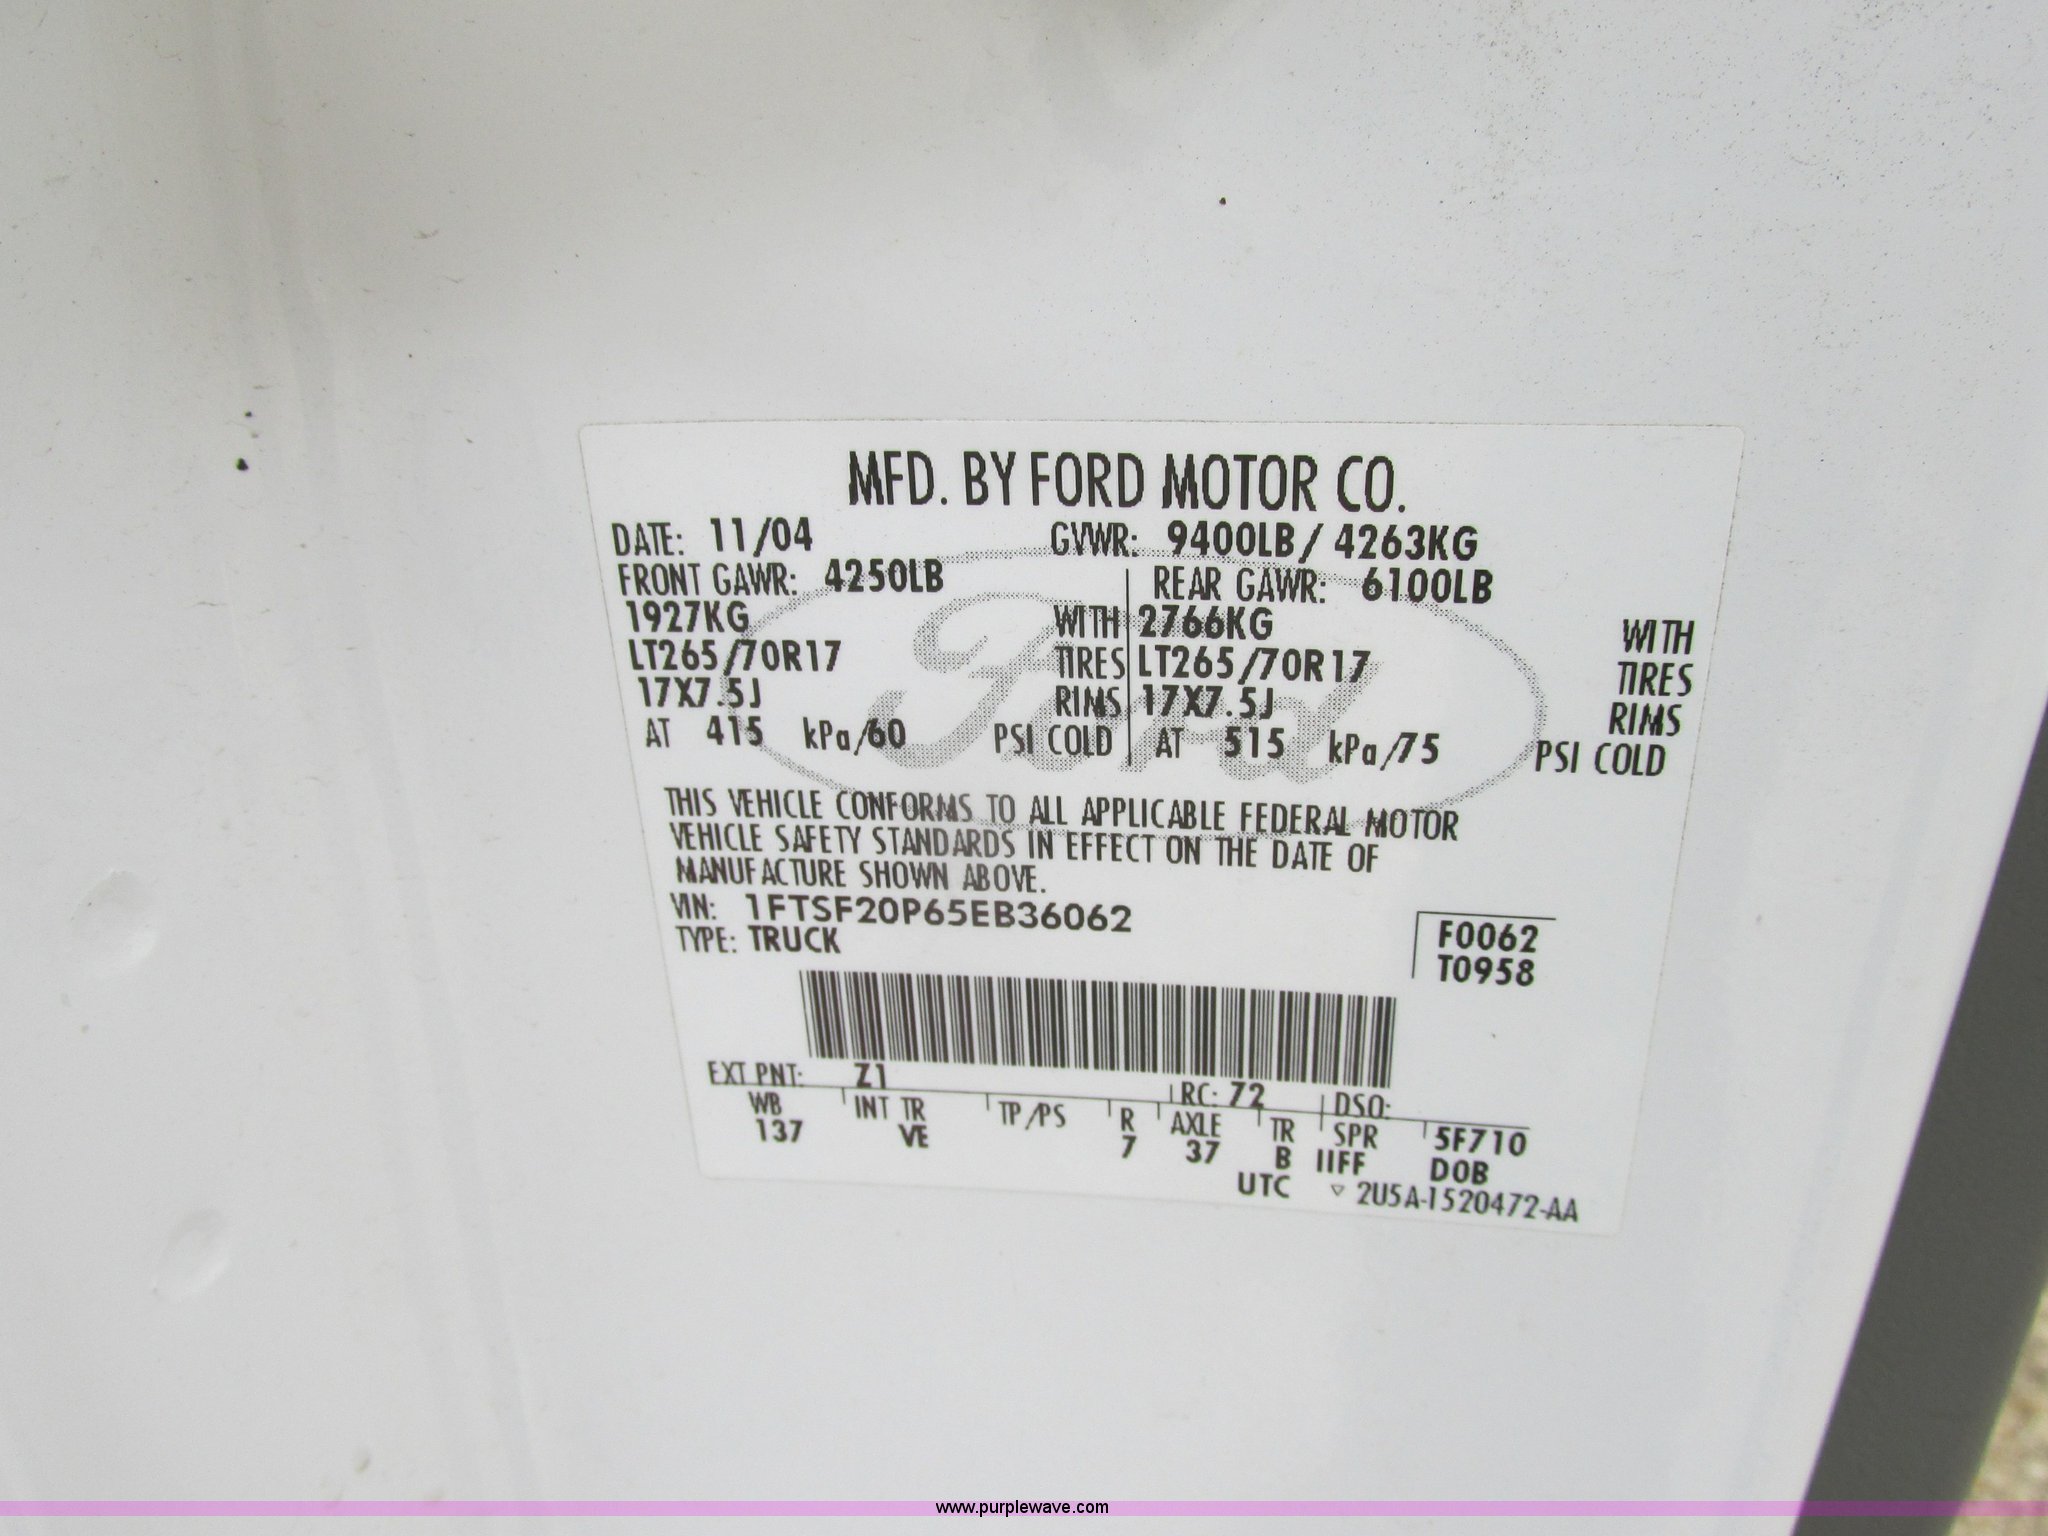 MFD. BY FORD MOTOR CO.
DATE: 11/04 GVWR: 9400LB / 4263KG
FRONT GAWR: 4250LB REAR GAWR: 6100LB
1927KG WITH 2766KG WITH
LT265/70R17 TIRES LT265/70R17 TIRES
17X7.5J RIMS 17X7.5J RIMS
AT 415 kPa/60 PSI COLD AT 515 kPa/75 PSI COLD
Ford
THIS VEHICLE CONFORMS TO ALL APPLICABLE FEDERAL MOTOR
VEHICLE SAFETY STANDARDS IN EFFECT ON THE DATE OF
MANUFACTURE SHOWN ABOVE.
VIN: 1FTSF20P65EB36062
TYPE: TRUCK
F0062
T0958
EXT PNT: Z1 RC: 72 DSO:
WB INT TR TP/PS R AXLE TR SPR 5F710
137 VE 7 37 B IIFF DOB
UTC ▽ 2U5A-1520472-AA
www.purplewave.com